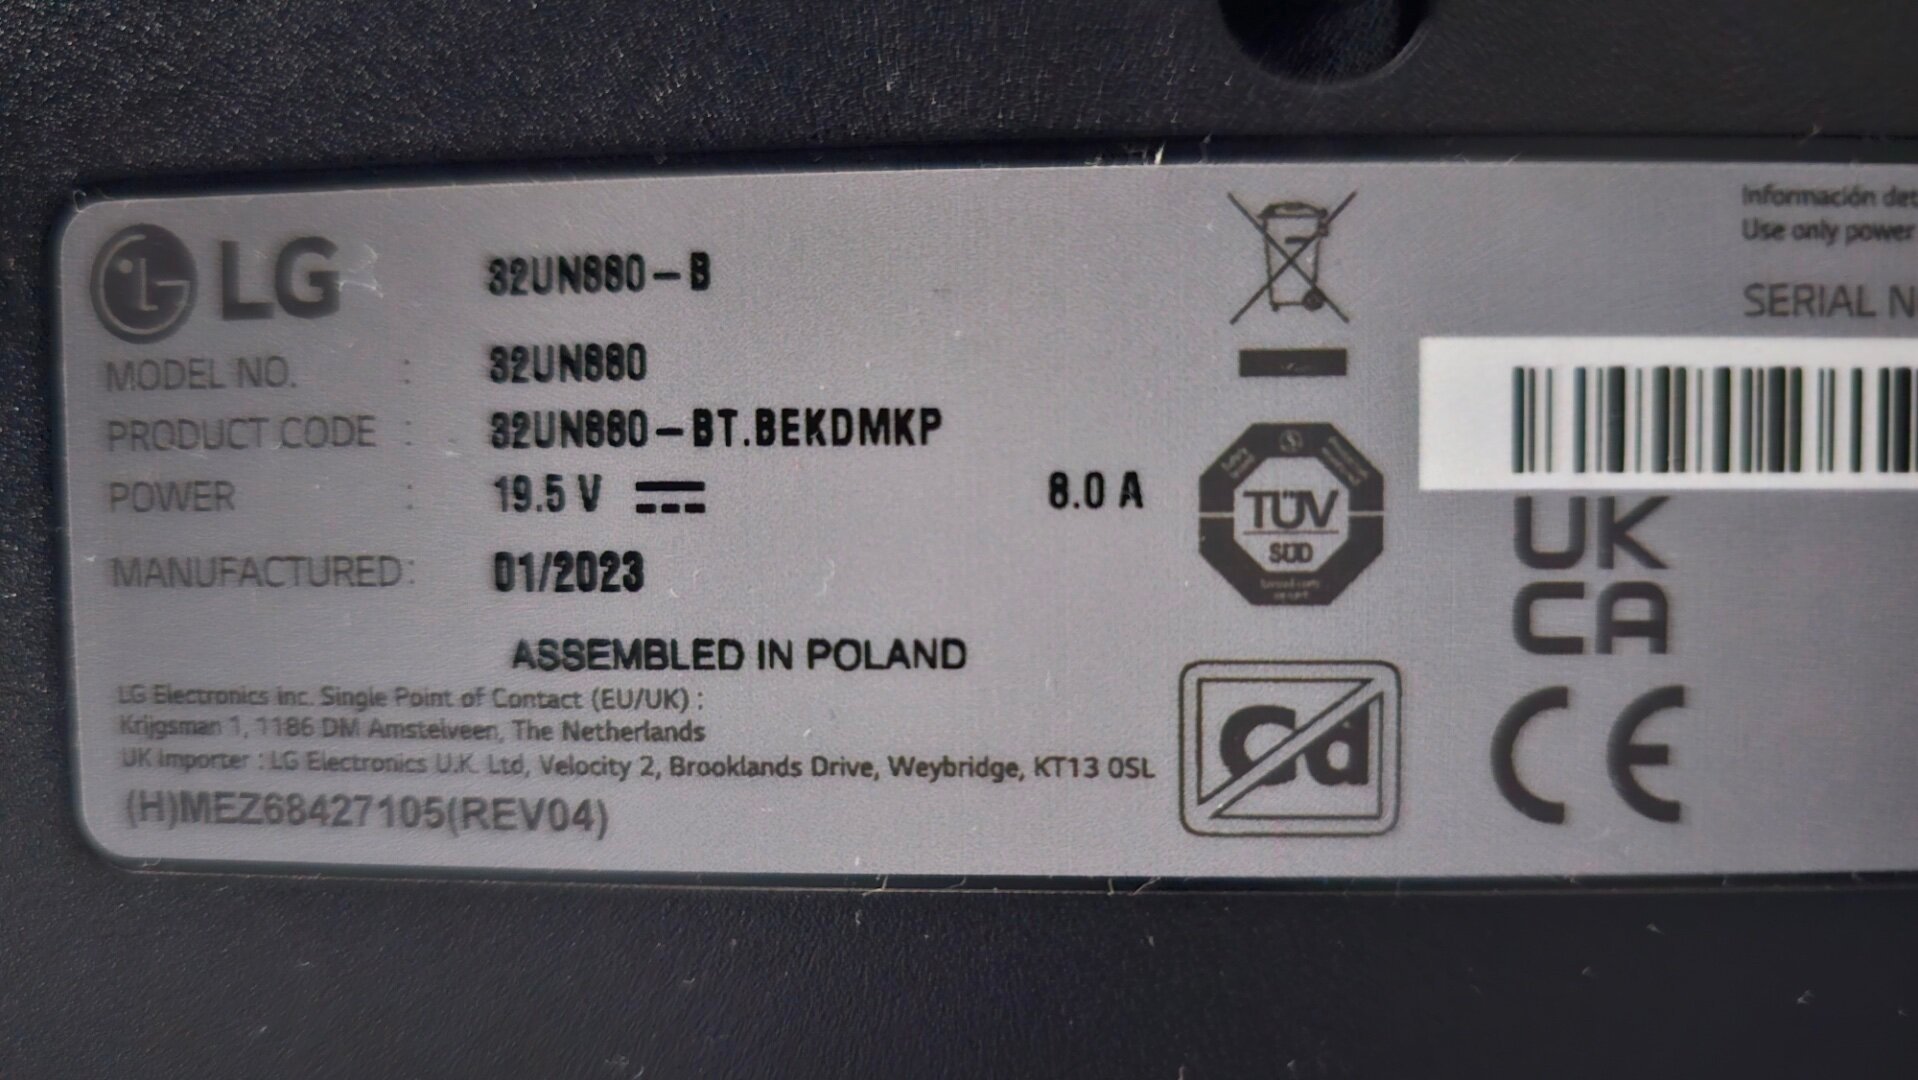 LG
32UN880-B
MODEL NO. : 32UN880
PRODUCT CODE : 32UN880-BT.BEKDMKP
POWER : 19.5 V 8.0 A
MANUFACTURED: 01/2023
ASSEMBLED IN POLAND
LG Electronics Inc. Single Point of Contact (EU/UK) :
Krijgsman 1, 1186 DM Amstelveen, The Netherlands
UK Importer : LG Electronics U.K. Ltd, Velocity 2, Brooklands Drive, Weybridge, KT13 0SL
(H)MEZ68427105(REV04)
TÜV
SÜD
Cd
Información det
Use only power
SERIAL N
UK
CA
CE